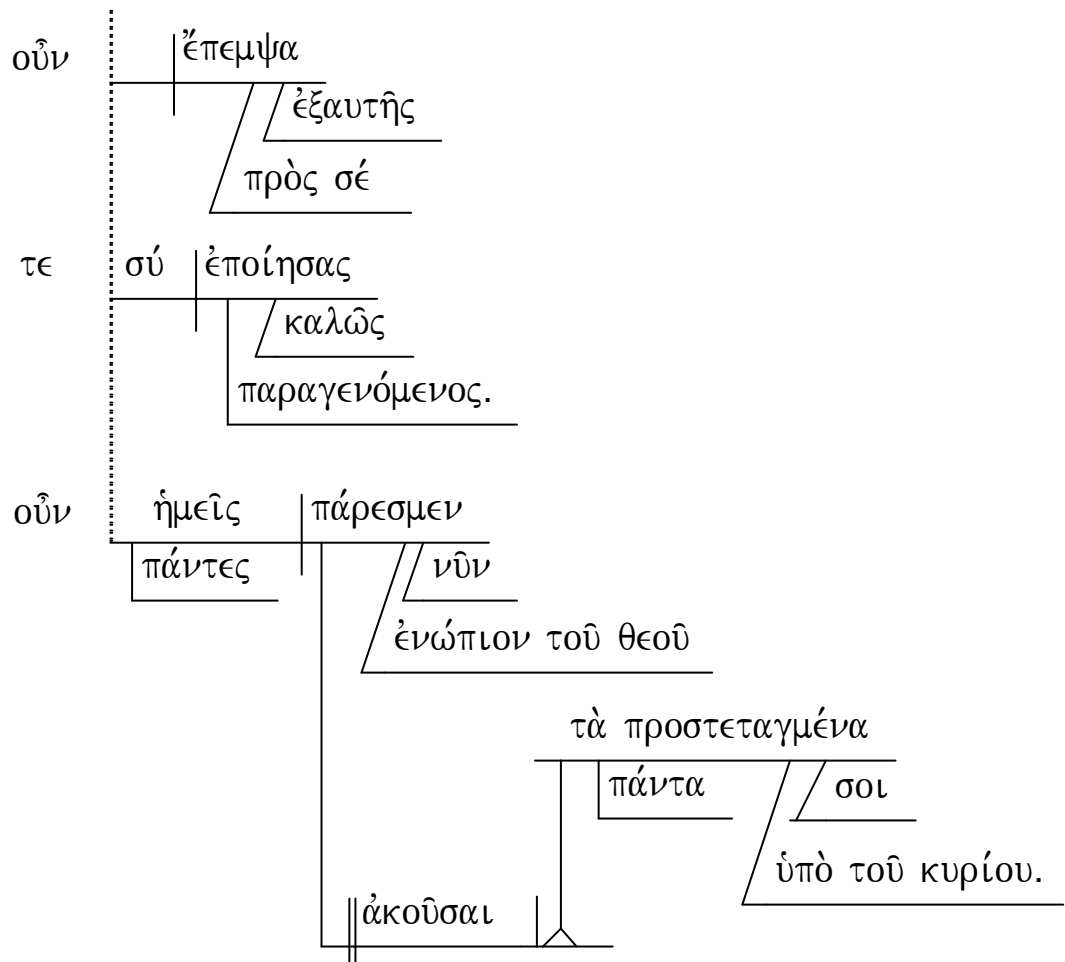 οὖν ἔπεμψα
ἐξαυτῆς
πρὸς σέ
τε σύ ἐποίησας
καλῶς
παραγενόμενος.
οὖν ἡμεῖς πάρεσμεν
πάντες νῦν
ἐνώπιον τοῦ θεοῦ
τὰ προστεταγμένα
πάντα σοι
ὑπὸ τοῦ κυρίου.
ἀκοῦσαι